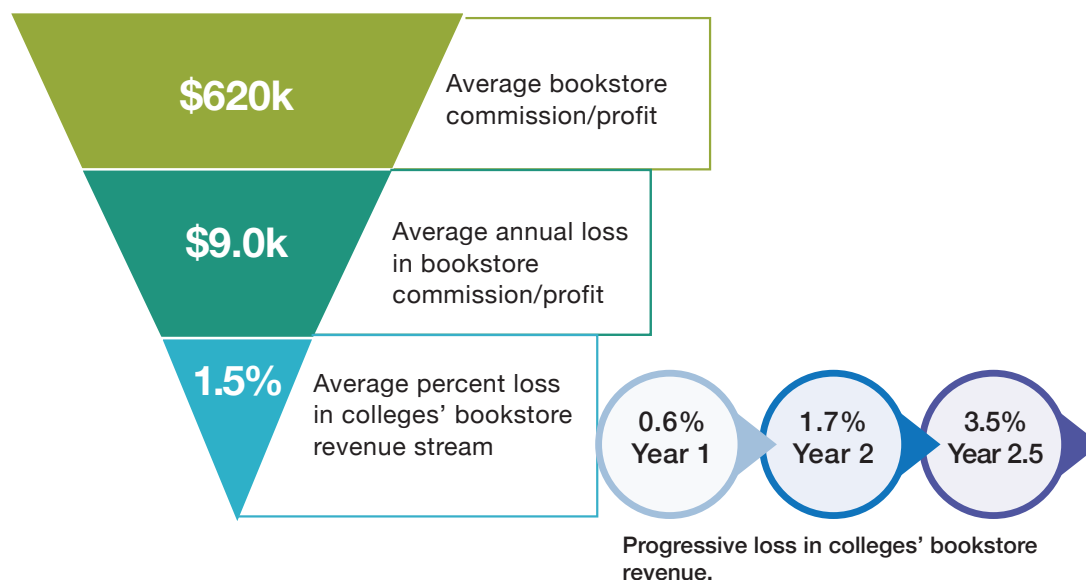 $620k
Average bookstore
commission/profit
$9.0k
Average annual loss
in bookstore
commission/profit
1.5%
Average percent loss
in colleges’ bookstore
revenue stream
0.6%
Year 1
1.7%
Year 2
3.5%
Year 2.5
Progressive loss in colleges’ bookstore
revenue.